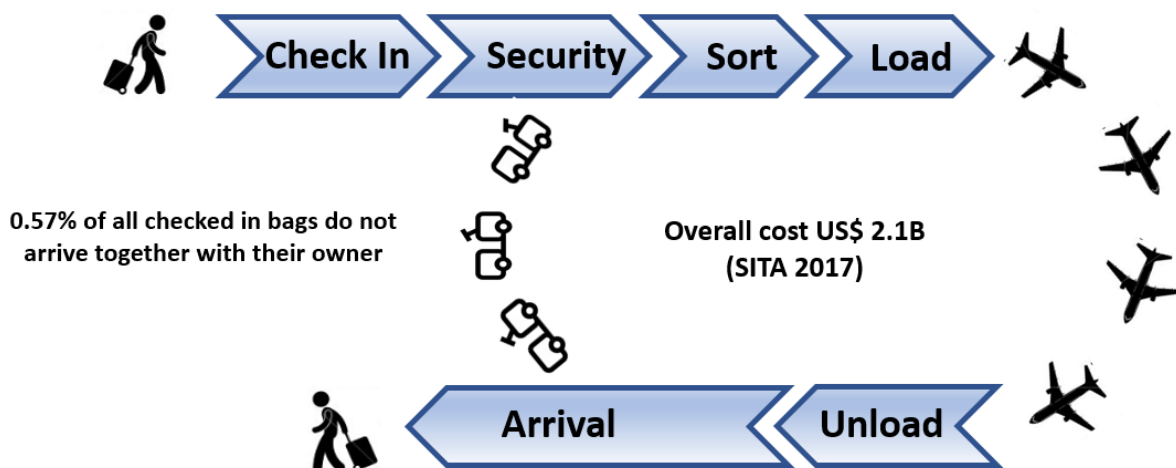 Check In
Security
Sort
Load
0.57% of all checked in bags do not
arrive together with their owner
Overall cost US$ 2.1B
(SITA 2017)
Arrival
Unload